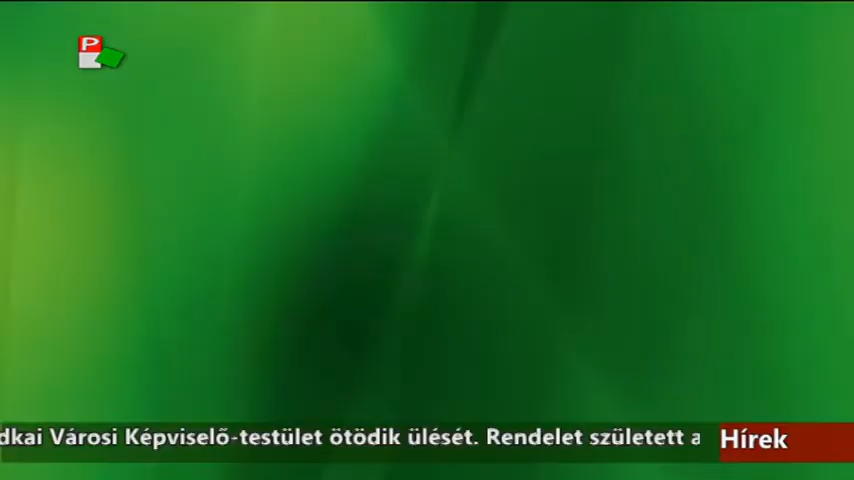 P
dkai Városi Képviselő-testület ötödik ülését. Rendelet született a
Hírek